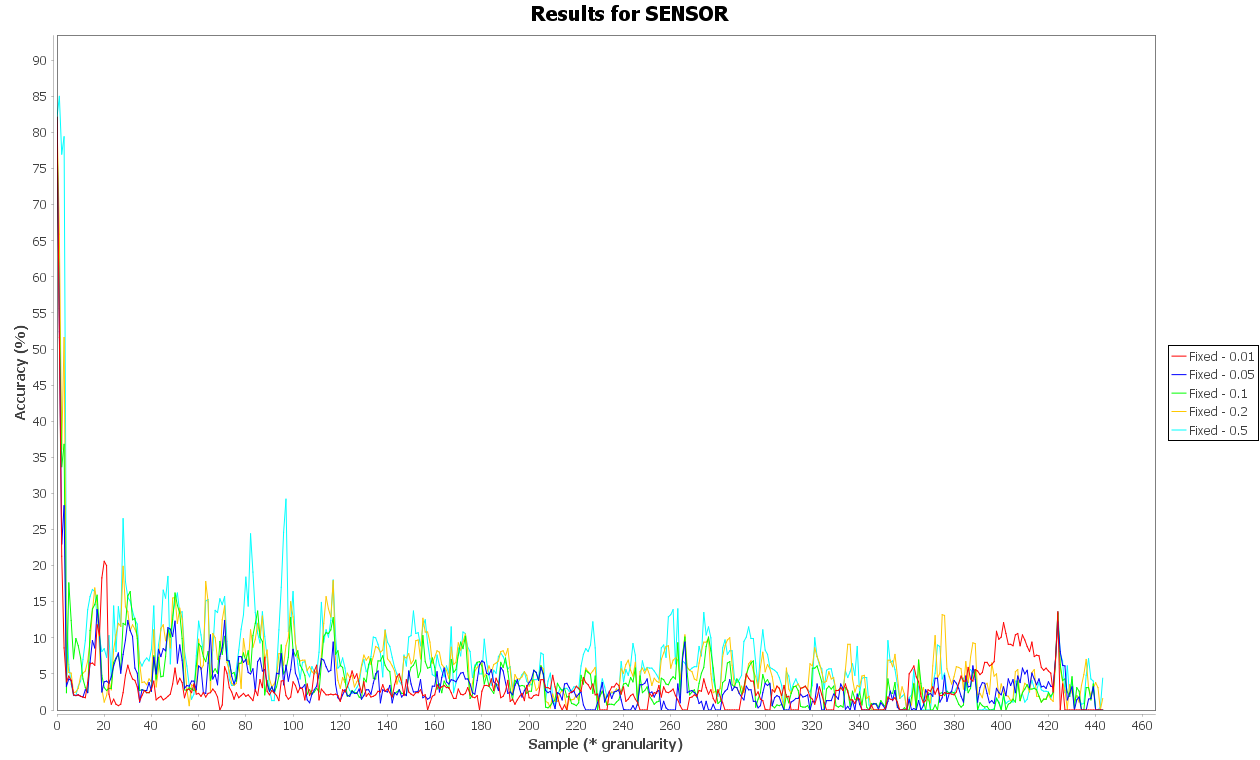 Results for SENSOR
Accuracy (%)
90
85
80
75
70
65
60
55
50
45
40
35
30
25
20
15
10
5
0
0 20 40 60 80 100 120 140 160 180 200 220 240 260 280 300 320 340 360 380 400 420 440 460
Sample (* granularity)
Fixed - 0.01
Fixed - 0.05
Fixed - 0.1
Fixed - 0.2
Fixed - 0.5